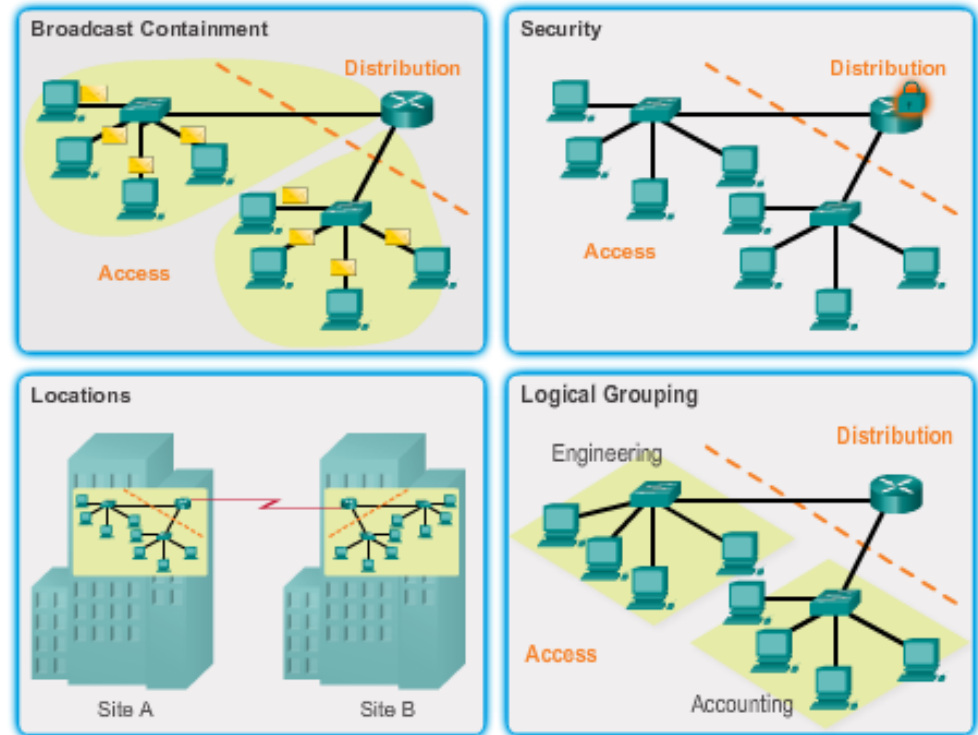 Broadcast Containment
Distribution
Access
Security
Distribution
Access
Locations
Site A
Site B
Logical Grouping
Engineering
Distribution
Access
Accounting